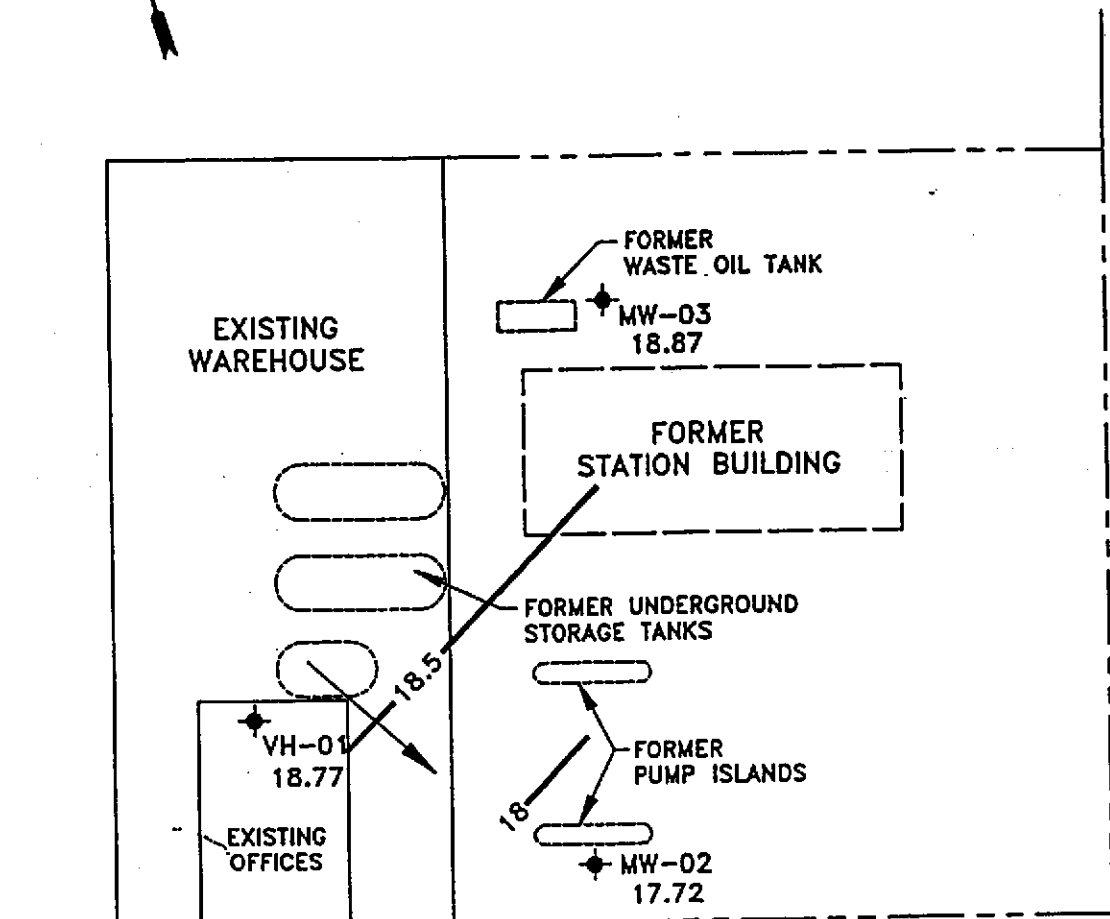 FORMER
WASTE OIL TANK
MW-03
18.87
EXISTING
WAREHOUSE
FORMER
STATION BUILDING
FORMER UNDERGROUND
STORAGE TANKS
18.5
VH-01
18.77
FORMER
PUMP ISLANDS
18
EXISTING
OFFICES
MW-02
17.72